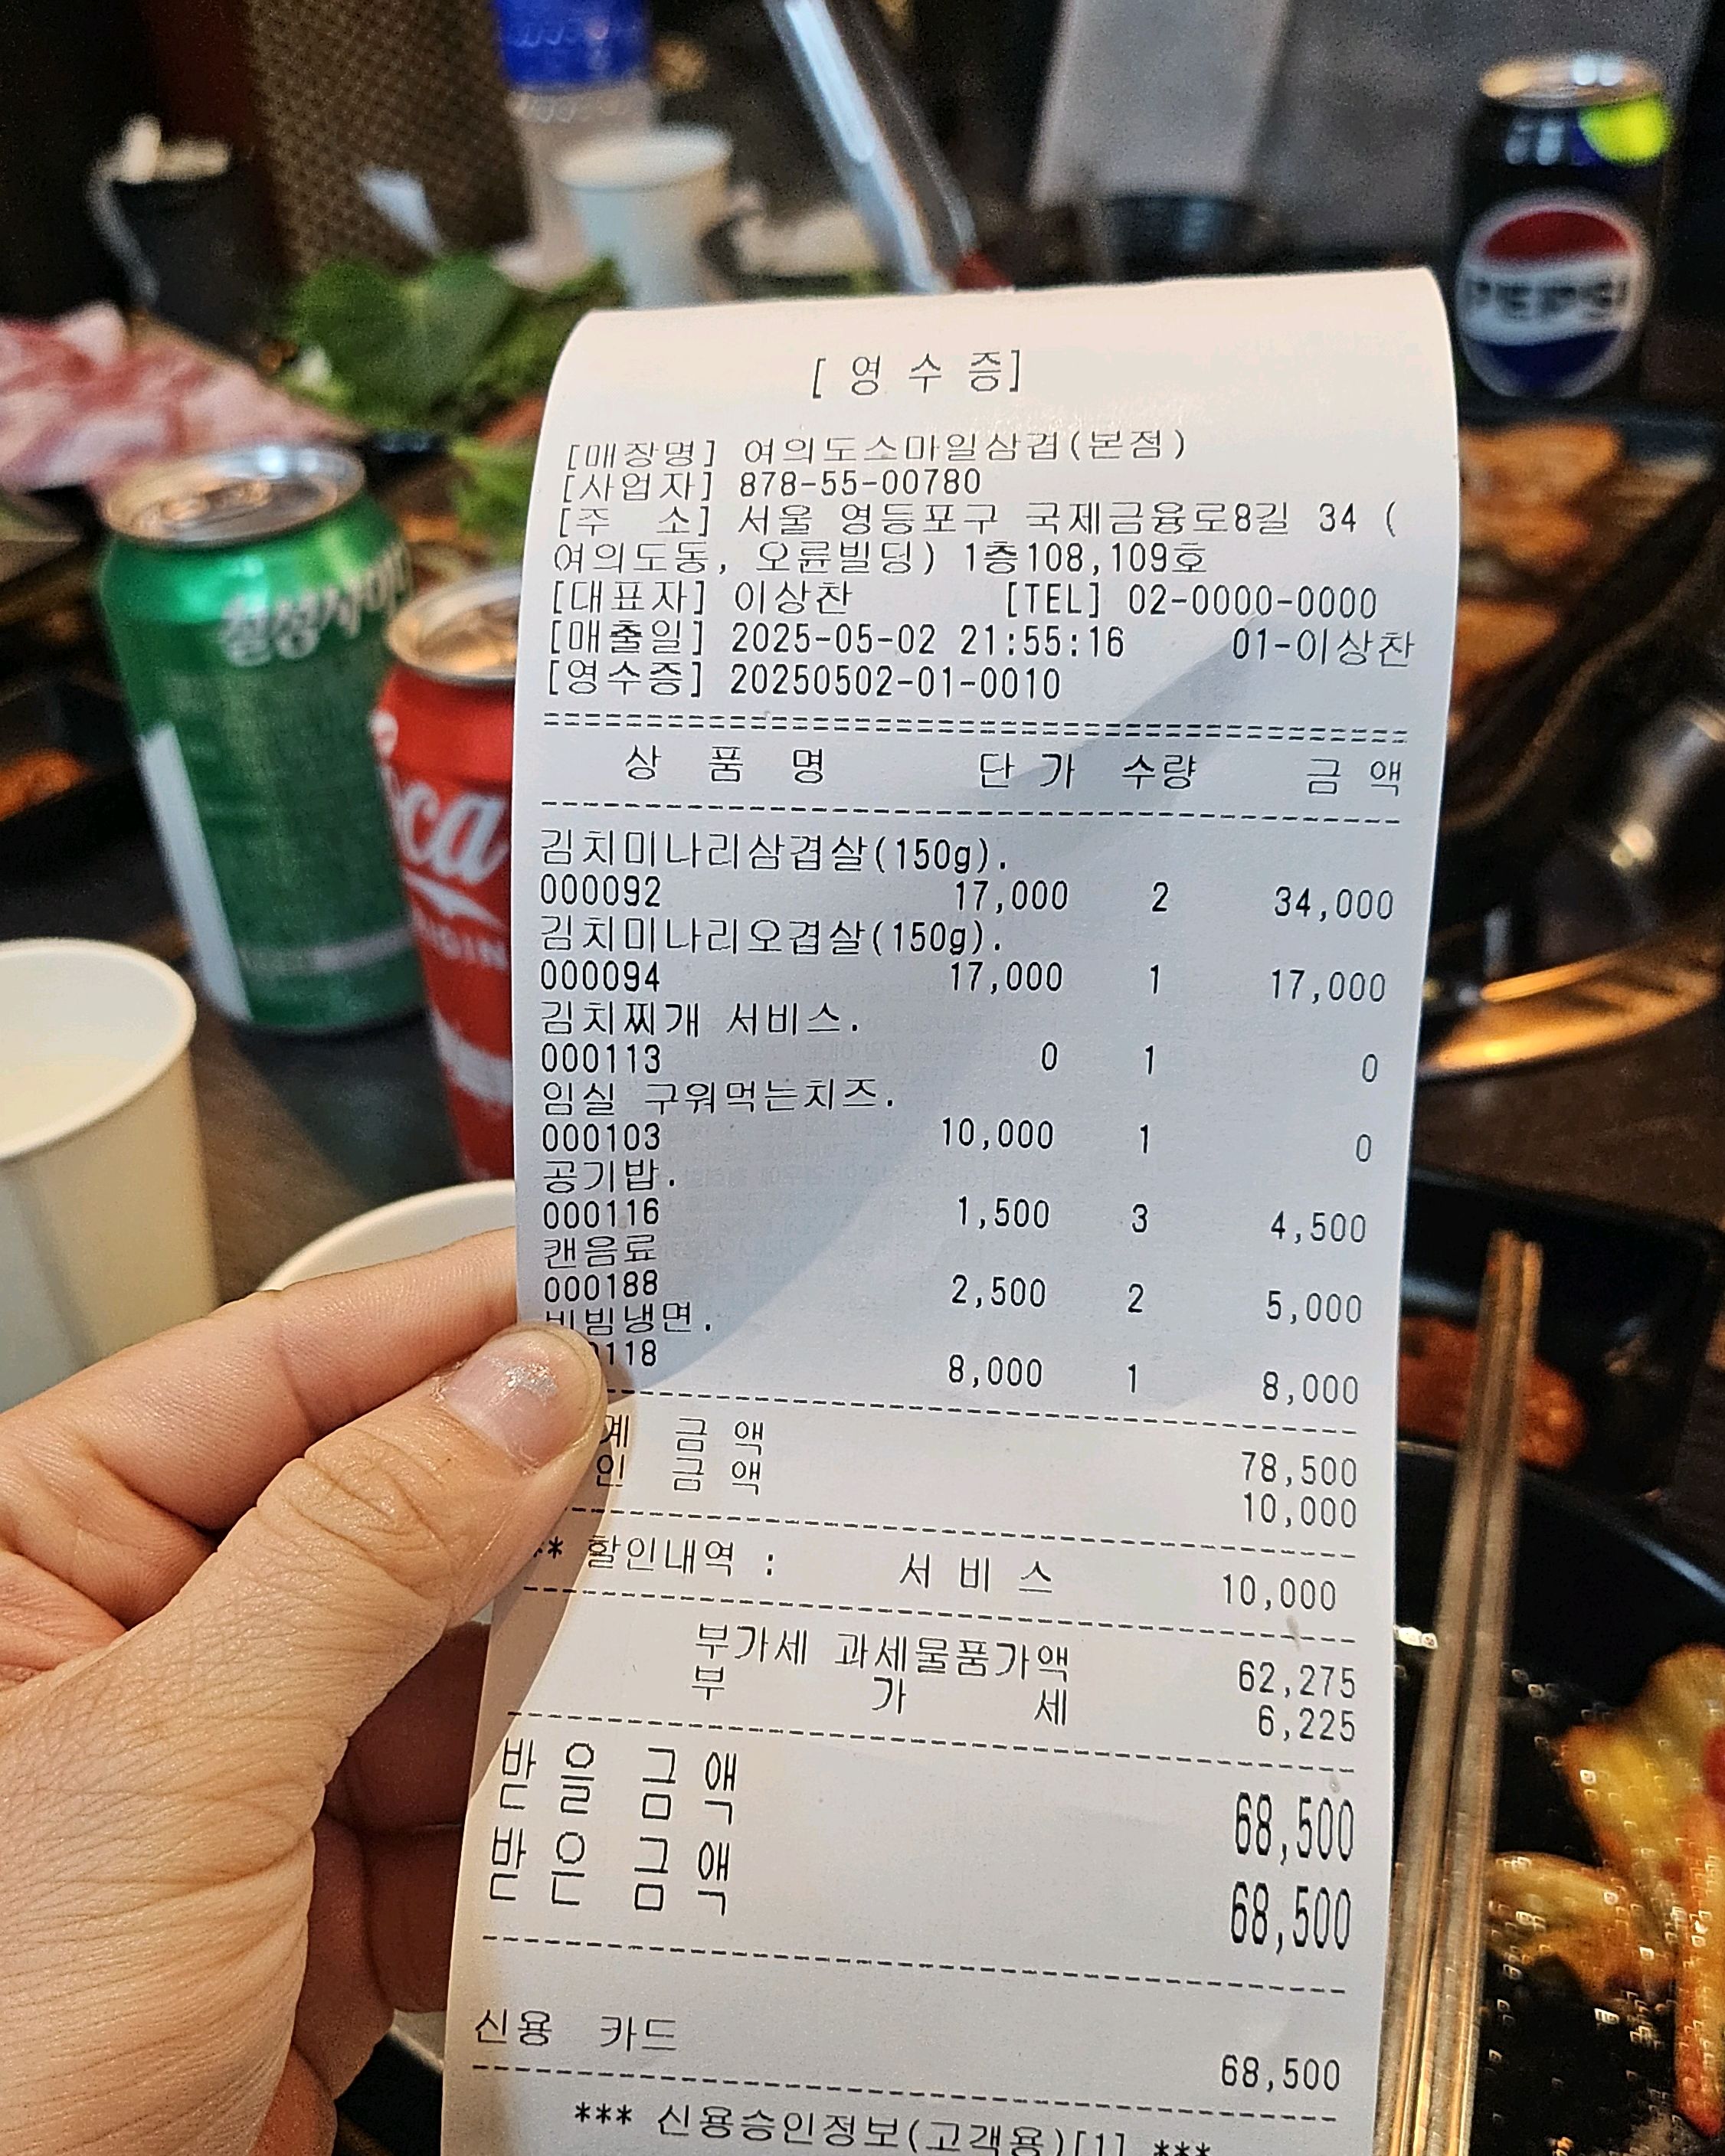 PEPSI
칠성사이다
[영수증]
[매장명] 여의도스마일삼겹(본점)
[사업자] 878-55-00780
[주 소] 서울 영등포구 국제금융로8길 34 (
여의도동, 오륜빌딩) 1층108,109호
[대표자] 이상찬 [TEL] 02-0000-0000
[매출일] 2025-05-02 21:55:16 01-이상찬
[영수증] 20250502-01-0010
상 품 명 단 가 수량 금 액
김치미나리삼겹살(150g).
000092 17,000 2 34,000
김치미나리오겹살(150g).
000094 17,000 1 17,000
김치찌개 서비스.
000113 0 1 0
임실 구워먹는치즈.
000103 10,000 1 0
공기밥.
000116 1,500 3 4,500
캔음료
000188 2,500 2 5,000
비빔냉면.
0118 8,000 1 8,000
계 금 액 78,500
인 금 액 10,000
** 할인내역 : 서 비 스 10,000
부가세 과세물품가액 62,275
부 가 세 6,225
받 을 금 액 68,500
받 은 금 액 68,500
신용 카드 68,500
*** 신용승인정보(고객용)[1] ***